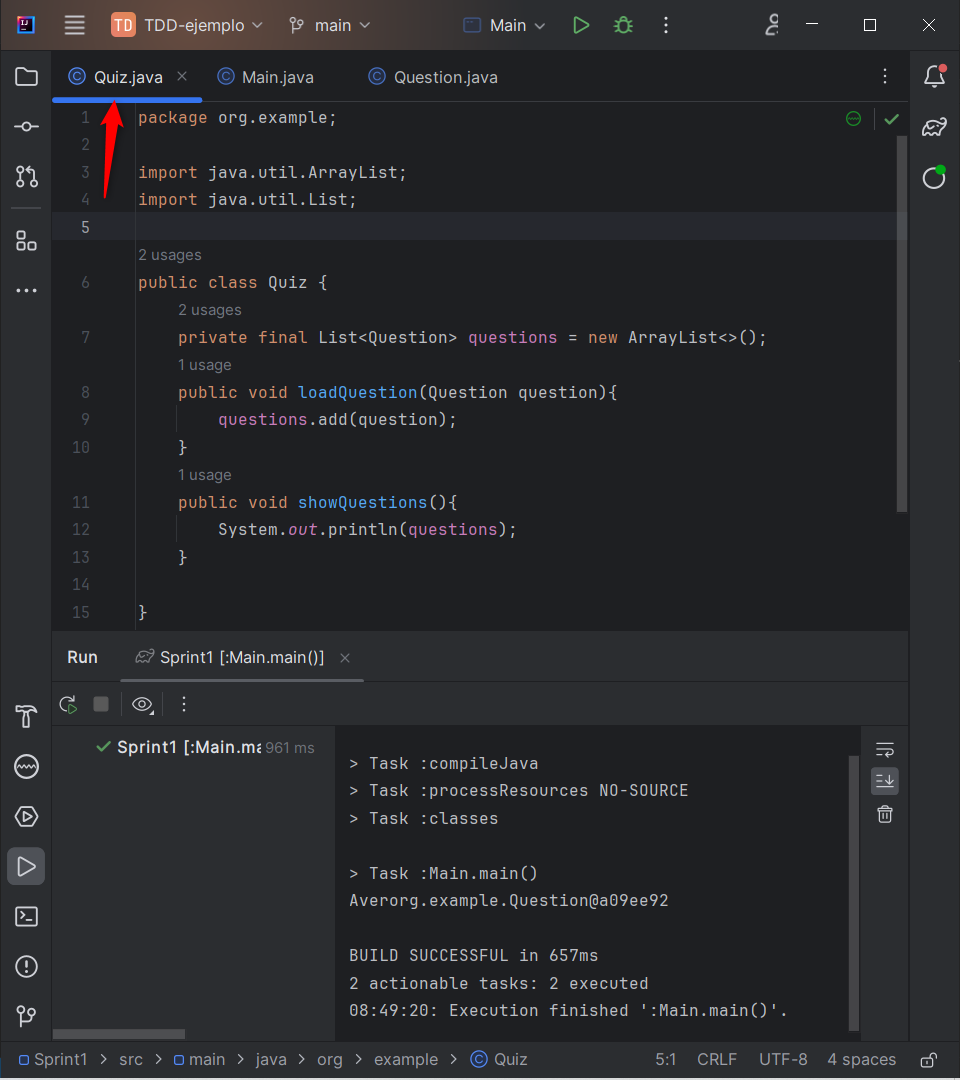 TD TDD-ejemplo main Main
Quiz.java Main.java Question.java
1 package org.example;
2
3 import java.util.ArrayList;
4 import java.util.List;
5
2 usages
6 public class Quiz {
2 usages
7 private final List<Question> questions = new ArrayList<>();
1 usage
8 public void loadQuestion(Question question){
9 questions.add(question);
10 }
1 usage
11 public void showQuestions(){
12 System.out.println(questions);
13 }
14
15 }
Run Sprint1 [:Main.main()]
Sprint1 [:Main.ma 961 ms
> Task :compileJava
> Task :processResources NO-SOURCE
> Task :classes
> Task :Main.main()
Averorg.example.Question@a09ee92
BUILD SUCCESSFUL in 657ms
2 actionable tasks: 2 executed
08:49:20: Execution finished ':Main.main()'.
Sprint1 > src > main > java > org > example > Quiz 5:1 CRLF UTF-8 4 spaces